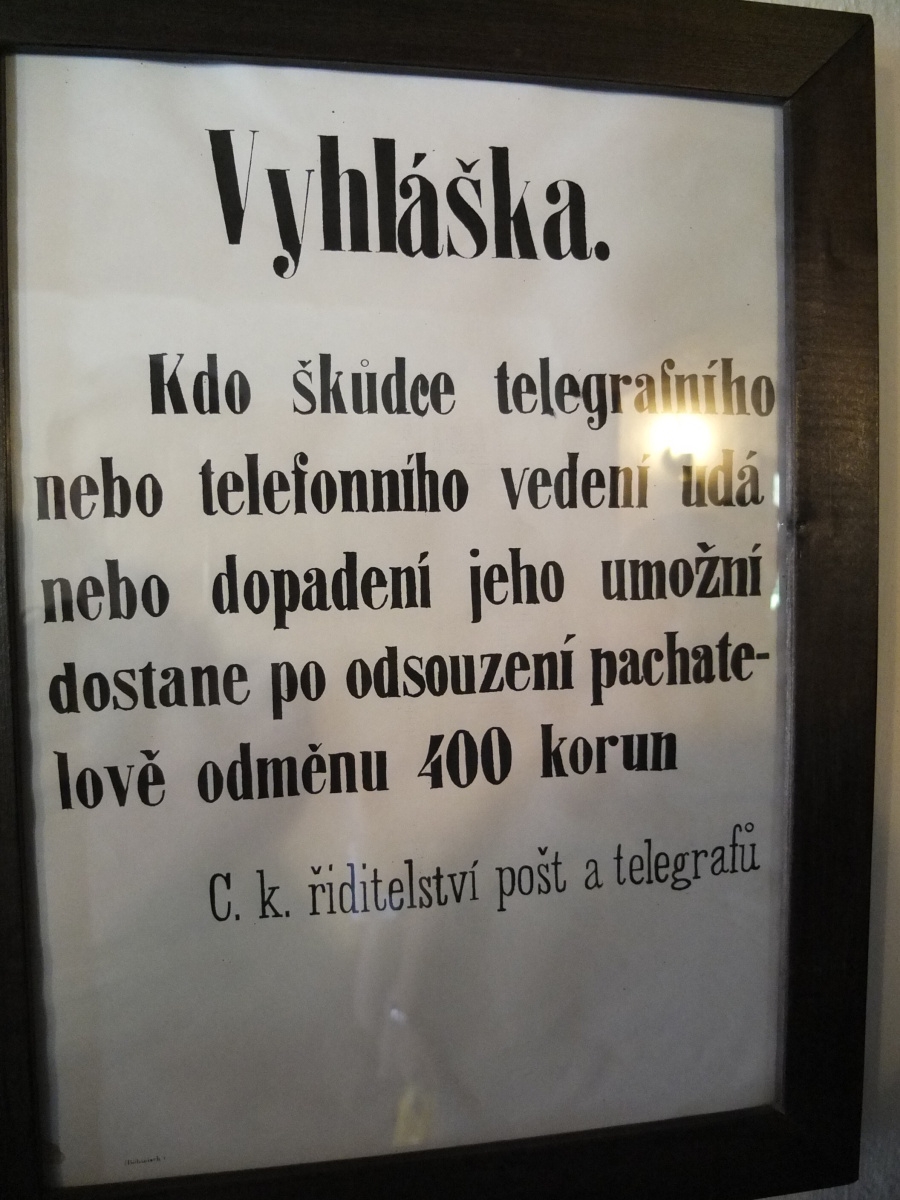 Vyhláška.
Kdo škůdce telegrafního
nebo telefonního vedení udá
nebo dopadení jeho umožní
dostane po odsouzení pachate-
lově odměnu 400 korun
C. k. řiditelství pošt a telegrafů